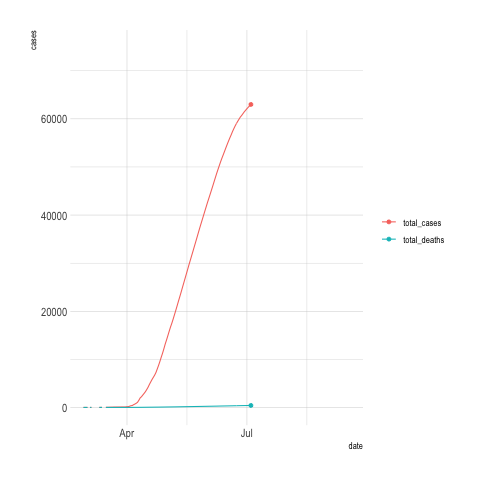 cases
60000
40000
20000
0
Apr
Jul
date
total_cases
total_deaths